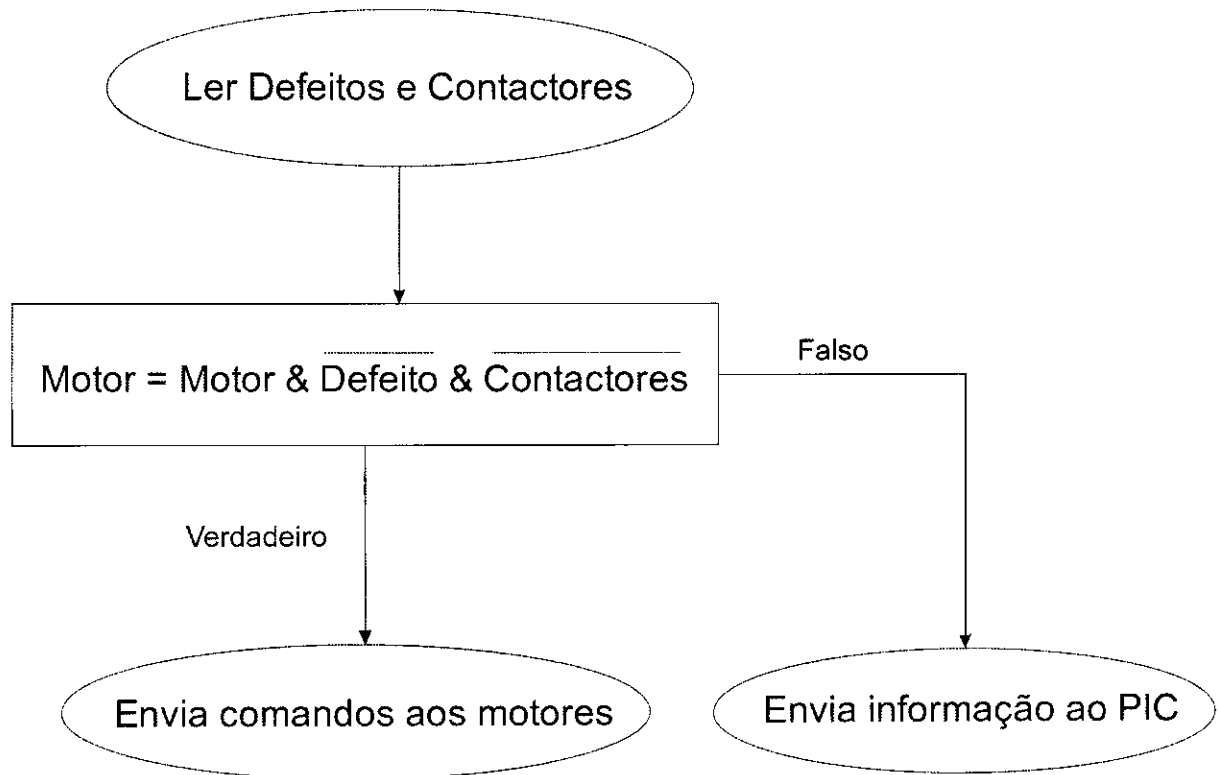 Ler Defeitos e Contactores
Motor = Motor & Defeito & Contactores
Falso
Verdadeiro
Envia comandos aos motores
Envia informação ao PIC